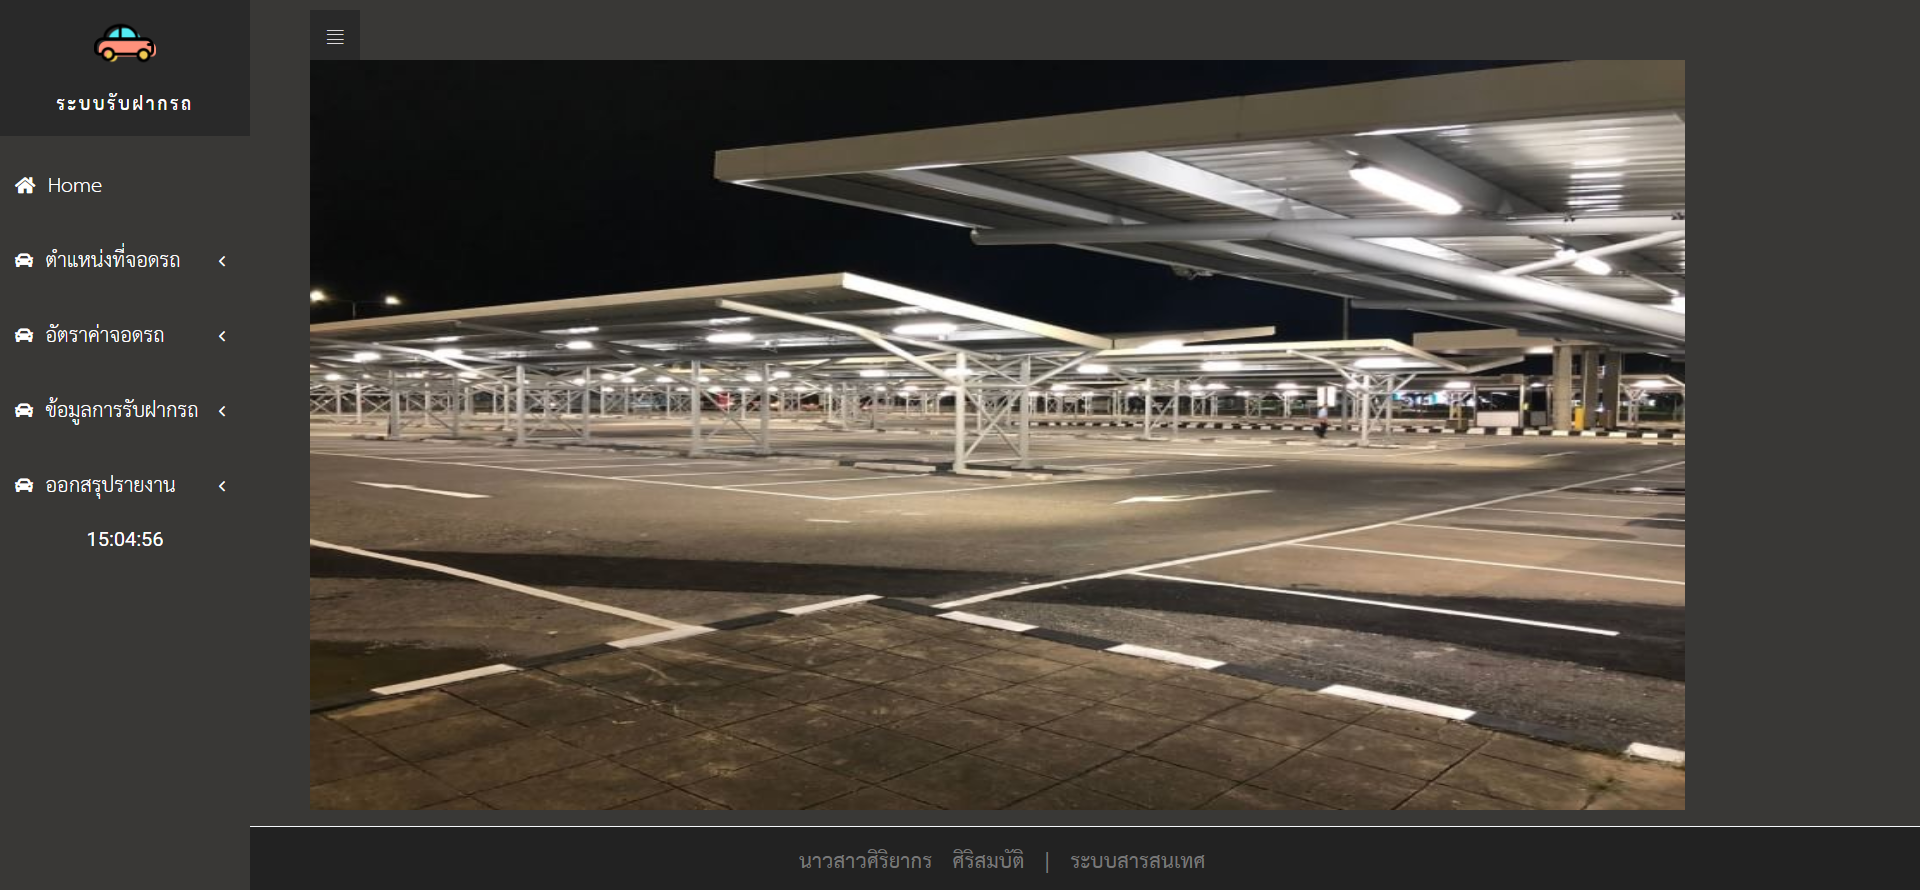 ระบบรับฝากรถ
Home
ตำแหน่งที่จอดรถ
อัตราค่าจอดรถ
ข้อมูลการรับฝากรถ
ออกสรุปรายงาน
15:04:56
นาวสาวศิริยากร ศิริสมบัติ | ระบบสารสนเทศ